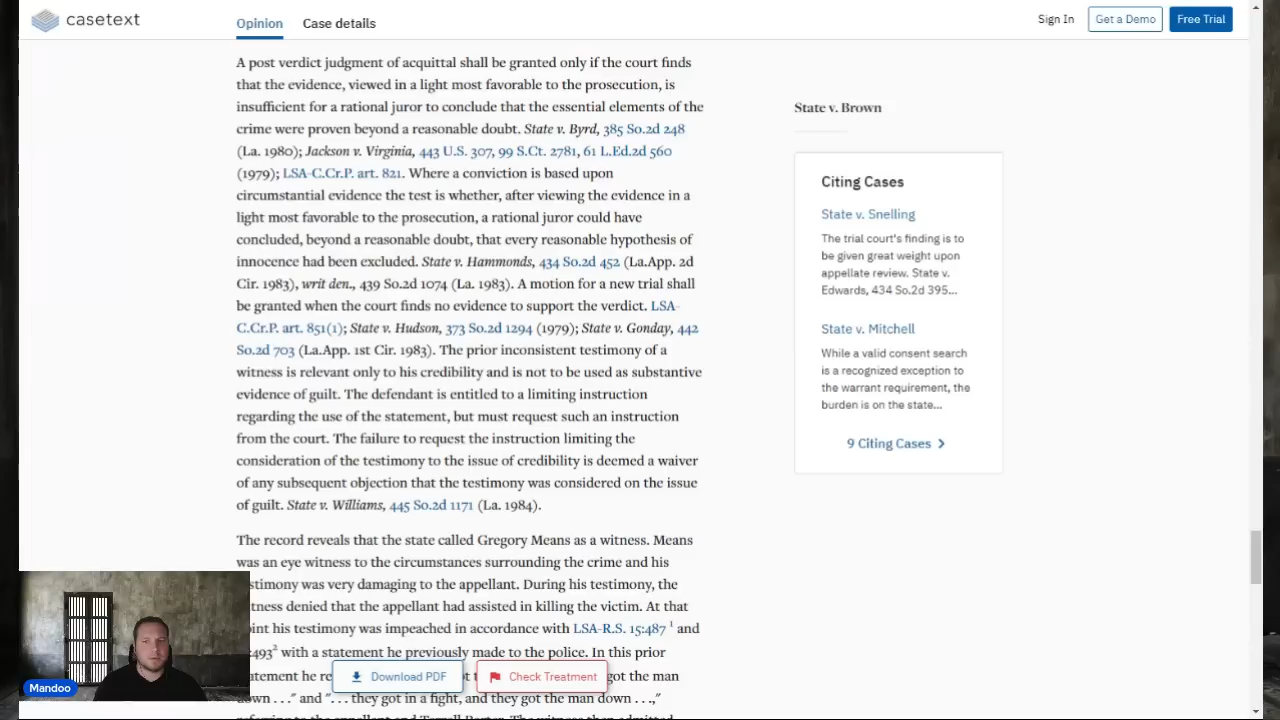 casetext
Opinion
Case details
Sign In
Get a Demo
Free Trial
A post verdict judgment of acquittal shall be granted only if the court finds
that the evidence, viewed in a light most favorable to the prosecution, is
insufficient for a rational juror to conclude that the essential elements of the
crime were proven beyond a reasonable doubt. State v. Byrd, 385 So.2d 248
(La. 1980); Jackson v. Virginia, 443 U.S. 307, 99 S.Ct. 2781, 61 L.Ed.2d 560
(1979); LSA-C.Cr.P. art. 821. Where a conviction is based upon
circumstantial evidence the test is whether, after viewing the evidence in a
light most favorable to the prosecution, a rational juror could have
concluded, beyond a reasonable doubt, that every reasonable hypothesis of
innocence had been excluded. State v. Hammonds, 434 So.2d 452 (La.App. 2d
Cir. 1983), writ den., 439 So.2d 1074 (La. 1983). A motion for a new trial shall
be granted when the court finds no evidence to support the verdict. LSA-
C.Cr.P. art. 851(1); State v. Hudson, 373 So.2d 1294 (1979); State v. Gonday, 442
So.2d 703 (La.App. 1st Cir. 1983). The prior inconsistent testimony of a
witness is relevant only to his credibility and is not to be used as substantive
evidence of guilt. The defendant is entitled to a limiting instruction
regarding the use of the statement, but must request such an instruction
from the court. The failure to request the instruction limiting the
consideration of the testimony to the issue of credibility is deemed a waiver
of any subsequent objection that the testimony was considered on the issue
of guilt. State v. Williams, 445 So.2d 1171 (La. 1984).
The record reveals that the state called Gregory Means as a witness. Means
was an eye witness to the circumstances surrounding the crime and his
stimony was very damaging to the appellant. During his testimony, the
tness denied that the appellant had assisted in killing the victim. At that
oint his testimony was impeached in accordance with LSA-R.S. 15:487 1 and
:493 2 with a statement he previously made to the police. In this prior
atement he re
got the man
down . . ." and ". . . they got in a fight, and they got the man down . . .,"
State v. Brown
Citing Cases
State v. Snelling
The trial court's finding is to
be given great weight upon
appellate review. State v.
Edwards, 434 So.2d 395...
State v. Mitchell
While a valid consent search
is a recognized exception to
the warrant requirement, the
burden is on the state...
9 Citing Cases
Download PDF
Check Treatment
Mandoo